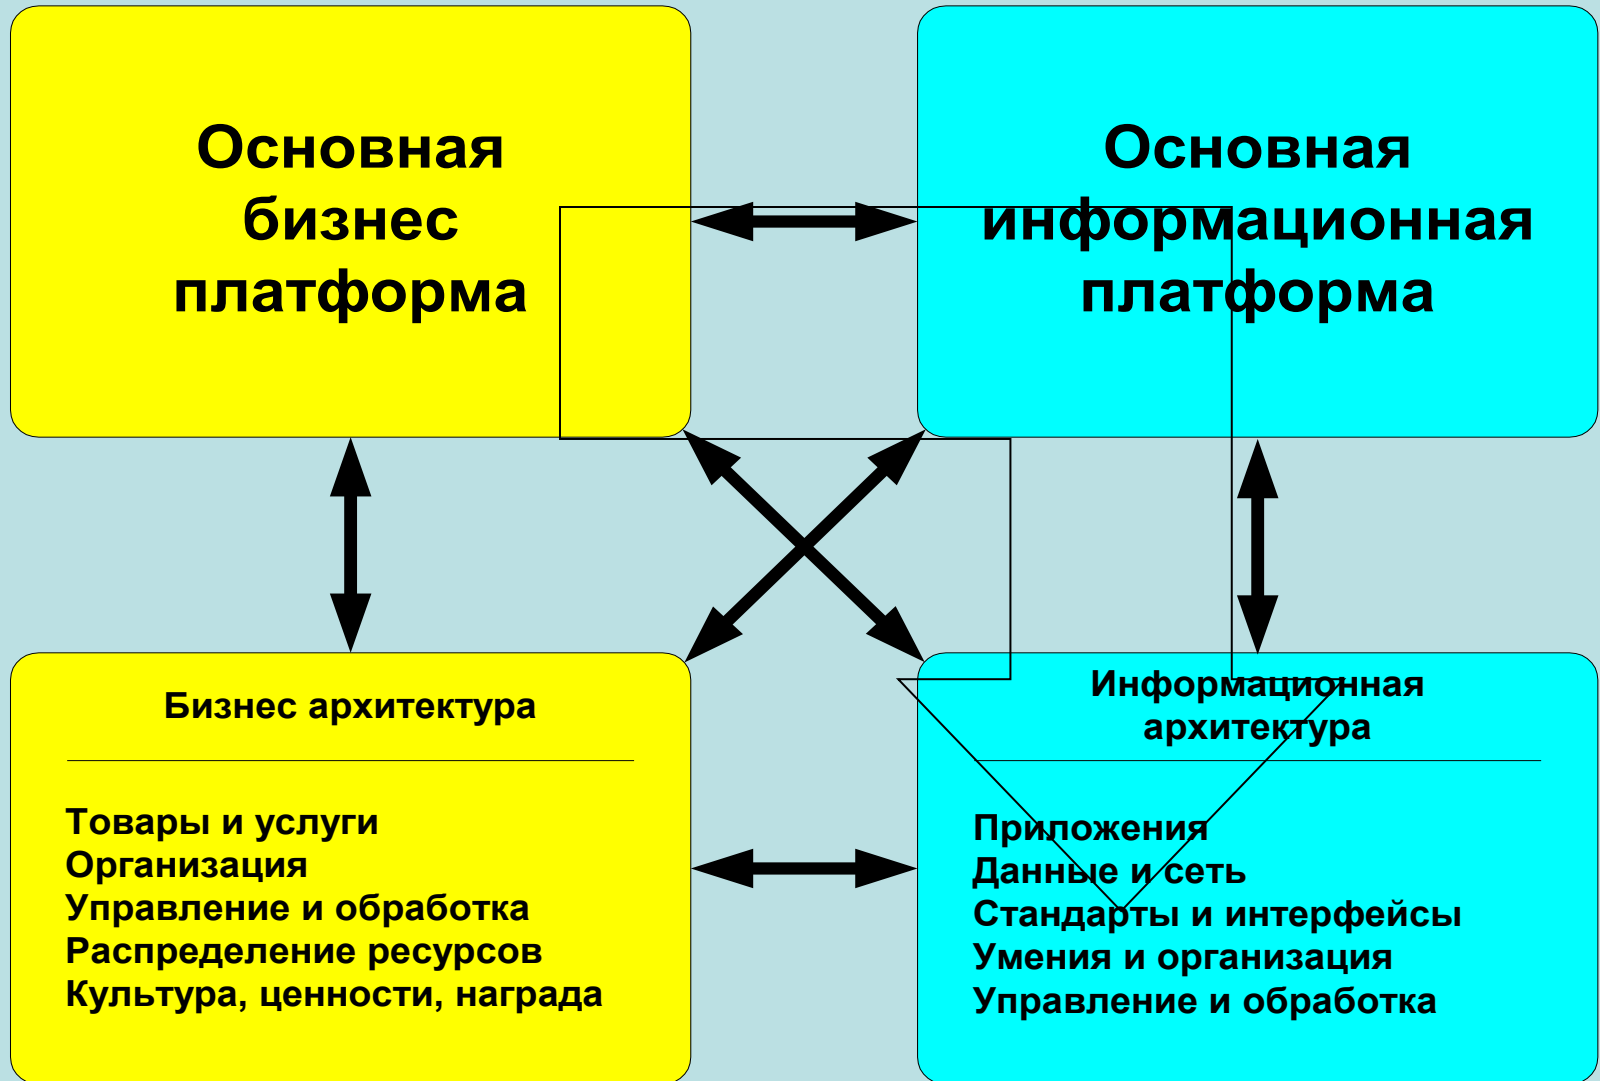 Основная
бизнес
платформа
Основная
информационная
платформа
Бизнес архитектура
Товары и услуги
Организация
Управление и обработка
Распределение ресурсов
Культура, ценности, награда
Информационная
архитектура
Приложения
Данные и сеть
Стандарты и интерфейсы
Умения и организация
Управление и обработка